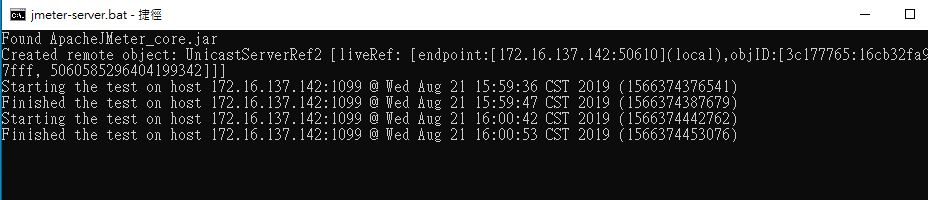 jmeter-server.bat - 捷徑
Found ApacheJMeter_core.jar
Created remote object: UnicastServerRef2 [liveRef: [endpoint:[172.16.137.142:50610](local),objID:[3c177765:16cb32fa9
7fff, 5060585296404199342]]]
Starting the test on host 172.16.137.142:1099 @ Wed Aug 21 15:59:36 CST 2019 (1566374376541)
Finished the test on host 172.16.137.142:1099 @ Wed Aug 21 15:59:47 CST 2019 (1566374387679)
Starting the test on host 172.16.137.142:1099 @ Wed Aug 21 16:00:42 CST 2019 (1566374442762)
Finished the test on host 172.16.137.142:1099 @ Wed Aug 21 16:00:53 CST 2019 (1566374453076)